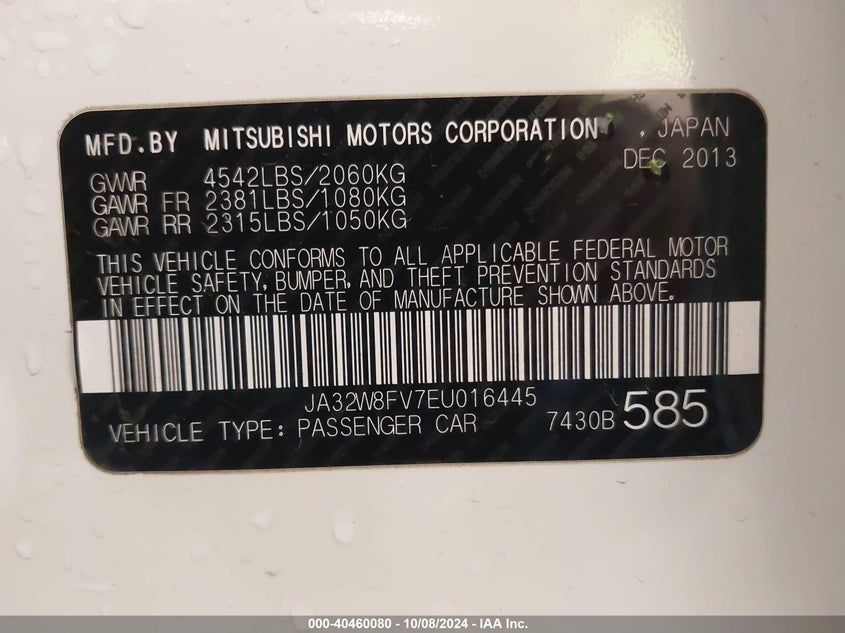 MFD.BY MITSUBISHI MOTORS CORPORATION , JAPAN
DEC 2013
GVWR 4542LBS/2060KG
GAWR FR 2381LBS/1080KG
GAWR RR 2315LBS/1050KG
THIS VEHICLE CONFORMS TO ALL APPLICABLE FEDERAL MOTOR
VEHICLE SAFETY, BUMPER, AND THEFT PREVENTION STANDARDS
IN EFFECT ON THE DATE OF MANUFACTURE SHOWN ABOVE.
JA32W8FV7EU016445
VEHICLE TYPE: PASSENGER CAR 7430B 585
000-40460080 - 10/08/2024 - IAA Inc.